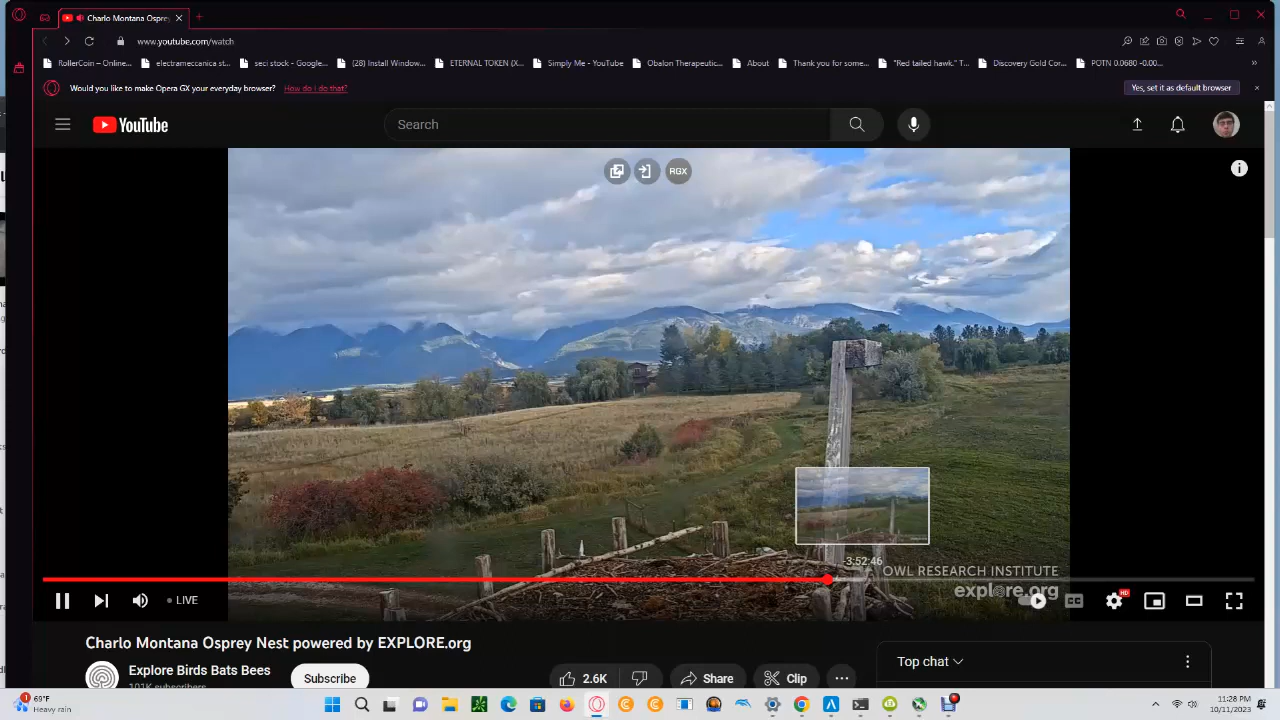 Charlo Montana Osprey
www.youtube.com/watch
RollerCoin – Online...
electrameccanica st...
seci stock - Google...
(28) Install Window...
ETERNAL TOKEN (X...
Simply Me - YouTube
Obalon Therapeutic...
About
Thank you for some...
"Red tailed hawk." T...
Discovery Gold Cor...
POTN 0.0680 -0.00...
»
Would you like to make Opera GX your everyday browser? How do I do that?
Yes, set it as default browser
YouTube
Search
RGX
-3:52:46
OWL RESEARCH INSTITUTE
explore.org
LIVE
CC
HD
Charlo Montana Osprey Nest powered by EXPLORE.org
Explore Birds Bats Bees
101K subscribers
Subscribe
2.6K
Share
Clip
Top chat
1
69°F
Heavy rain
11:28 PM
10/11/2023